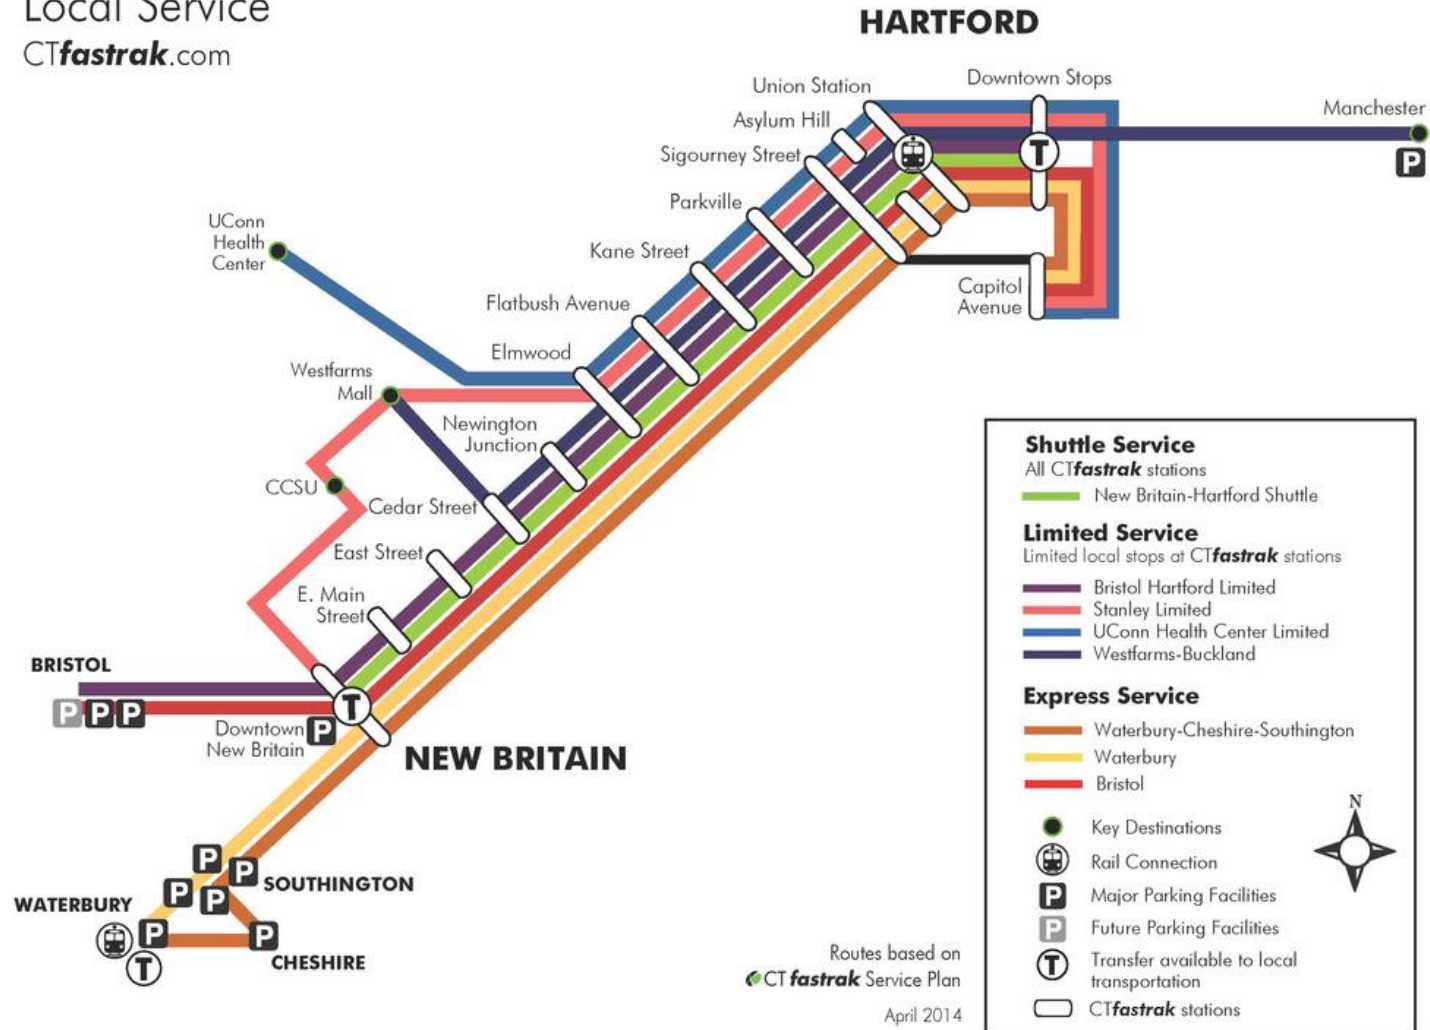 Local Service
CTfastrak.com
HARTFORD
Union Station
Downtown Stops
Manchester
P
Asylum Hill
Sigourney Street
T
Parkville
UConn
Health
Center
Kane Street
Capitol
Avenue
Flatbush Avenue
Elmwood
Westfarms
Mall
Newington
Junction
CCSU
Cedar Street
East Street
E. Main
Street
BRISTOL
P P P
T
Downtown
New Britain
P
NEW BRITAIN
P
P
SOUTHINGTON
P
P
WATERBURY
P
P
T
CHESHIRE
Shuttle Service
All CTfastrak stations
New Britain-Hartford Shuttle
Limited Service
Limited local stops at CTfastrak stations
Bristol Hartford Limited
Stanley Limited
UConn Health Center Limited
Westfarms-Buckland
Express Service
Waterbury-Cheshire-Southington
Waterbury
Bristol
N
Key Destinations
Rail Connection
P Major Parking Facilities
P Future Parking Facilities
T Transfer available to local
transportation
CTfastrak stations
Routes based on
CTfastrak Service Plan
April 2014